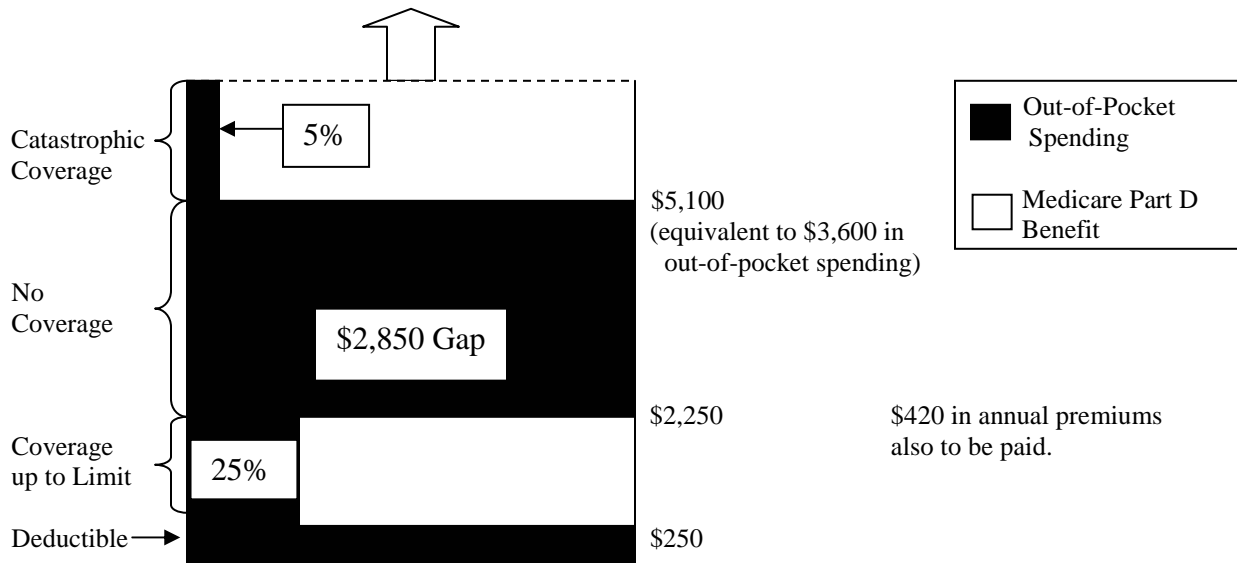 5%
Catastrophic
Coverage
Out-of-Pocket
Spending
Medicare Part D
Benefit
$5,100
(equivalent to $3,600 in
out-of-pocket spending)
No
Coverage
$2,850 Gap
$2,250
$420 in annual premiums
also to be paid.
Coverage
up to Limit
25%
Deductible
$250